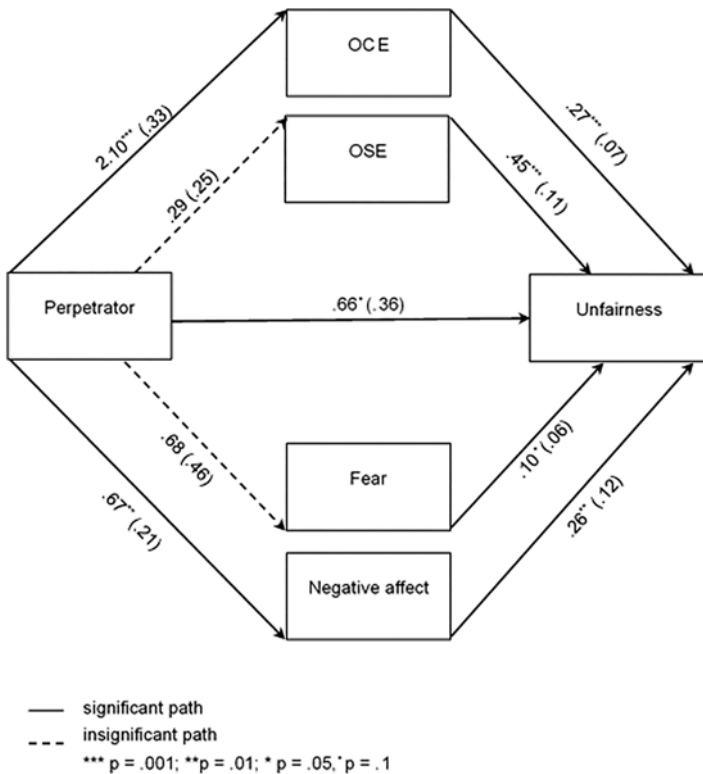 OCE
2.10*** (.33)
.27*** (.07)
OSE
.29 (.25)
.45*** (.11)
Perpetrator
.66˙ (.36)
Unfairness
.68 (.46)
Fear
.10˙ (.06)
.67** (.21)
Negative affect
.26** (.12)
significant path
insignificant path
*** p = .001; **p = .01; * p = .05,˙p = .1